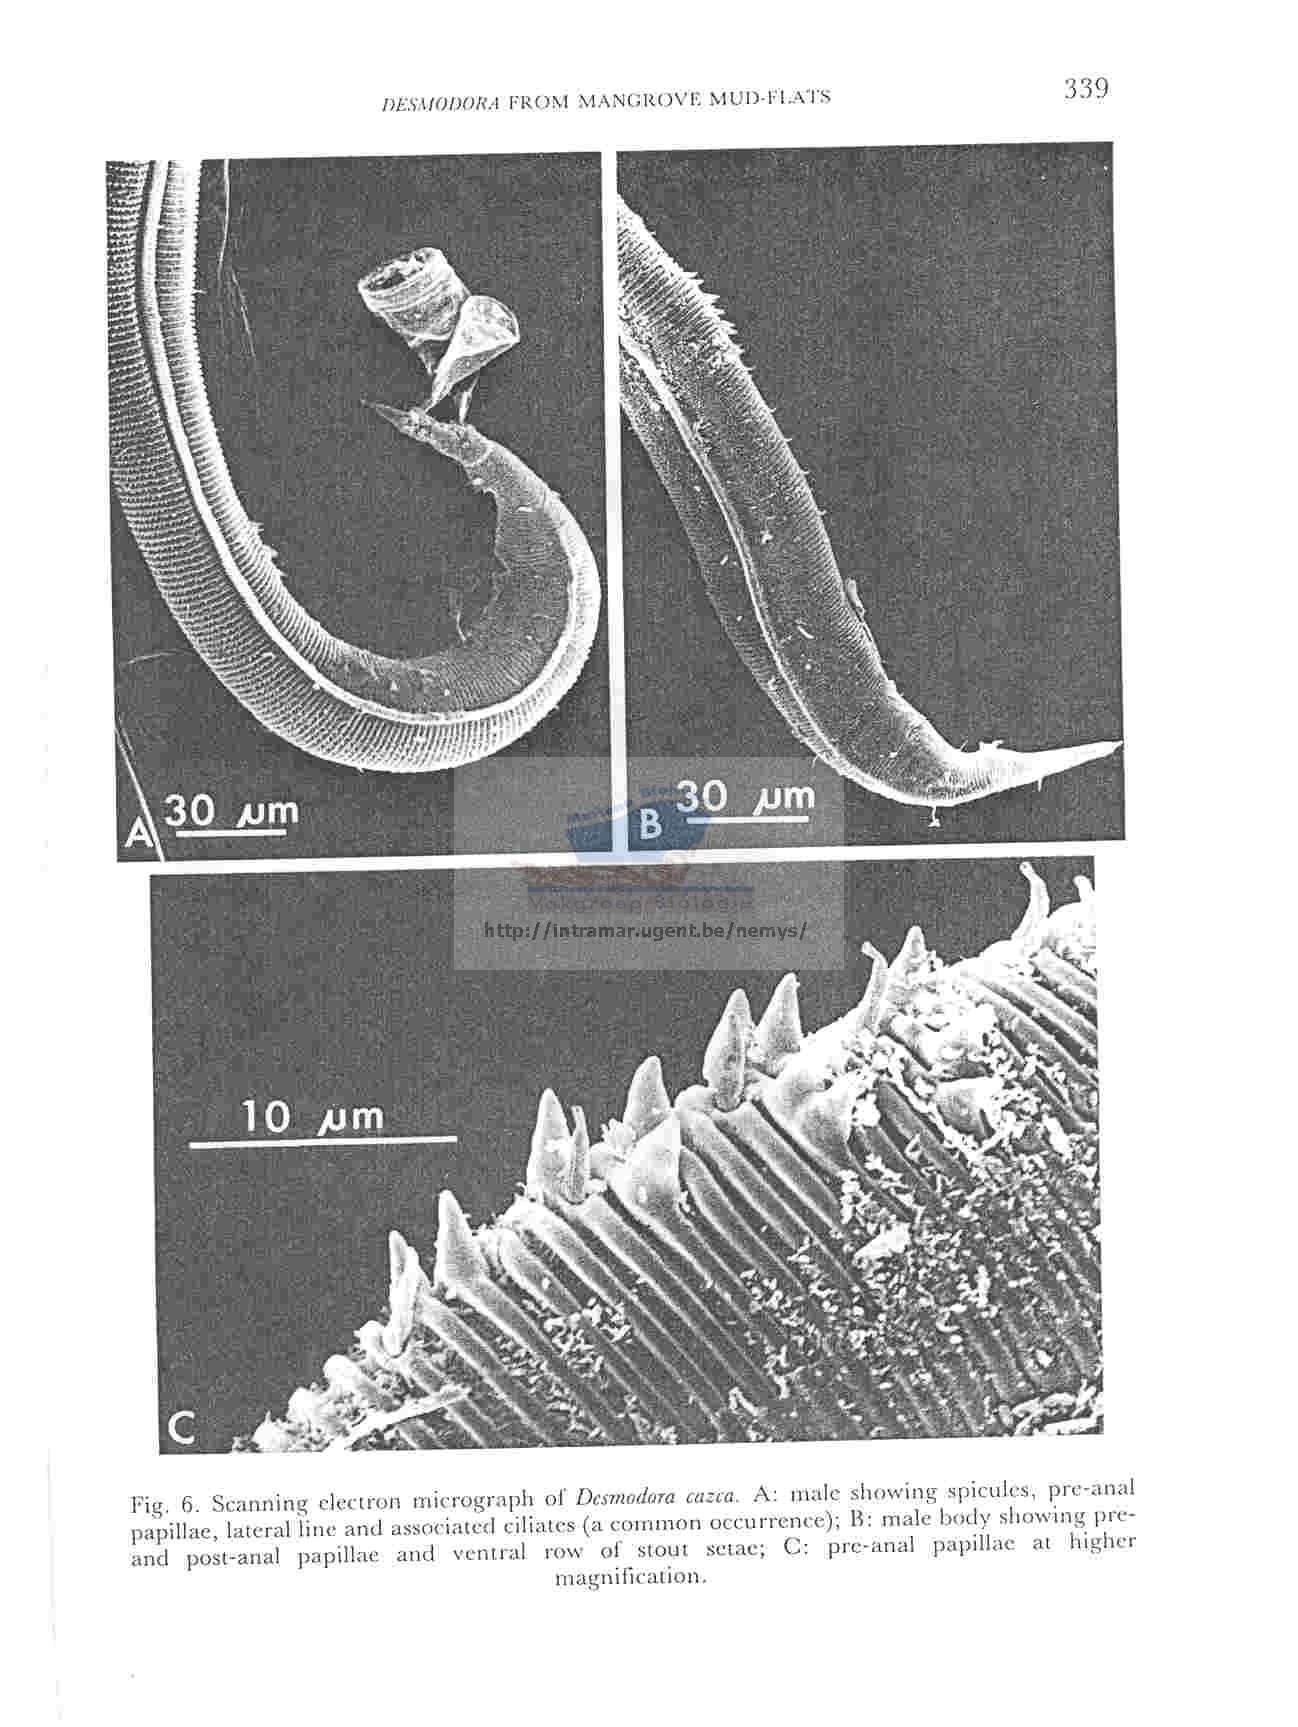 DESMODORA FROM MANGROVE MUD-FLATS
339
30 µm
A
30 µm
B
Mariene Biologie
Vakgroep Biologie
http://intramar.ugent.be/nemys/
10 µm
C
Fig. 6. Scanning electron micrograph of Desmodora cazca. A: male showing spicules, pre-anal
papillae, lateral line and associated ciliates (a common occurrence); B: male body showing pre-
and post-anal papillae and ventral row of stout setae; C: pre-anal papillae at higher
magnification.